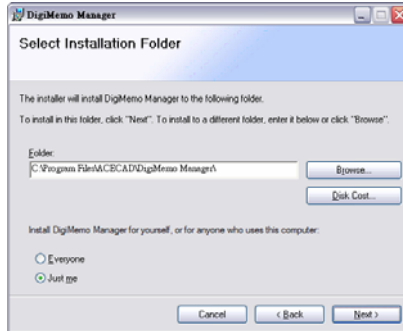 DigiMemo Manager
Select Installation Folder
The installer will install DigiMemo Manager to the following folder.
To install in this folder, click "Next". To install to a different folder, enter it below or click "Browse".
Folder:
C:\Program Files\ACECAD\DigiMemo Manager\
Browse...
Disk Cost...
Install DigiMemo Manager for yourself, or for anyone who uses this computer:
Everyone
Just me
Cancel
< Back
Next >